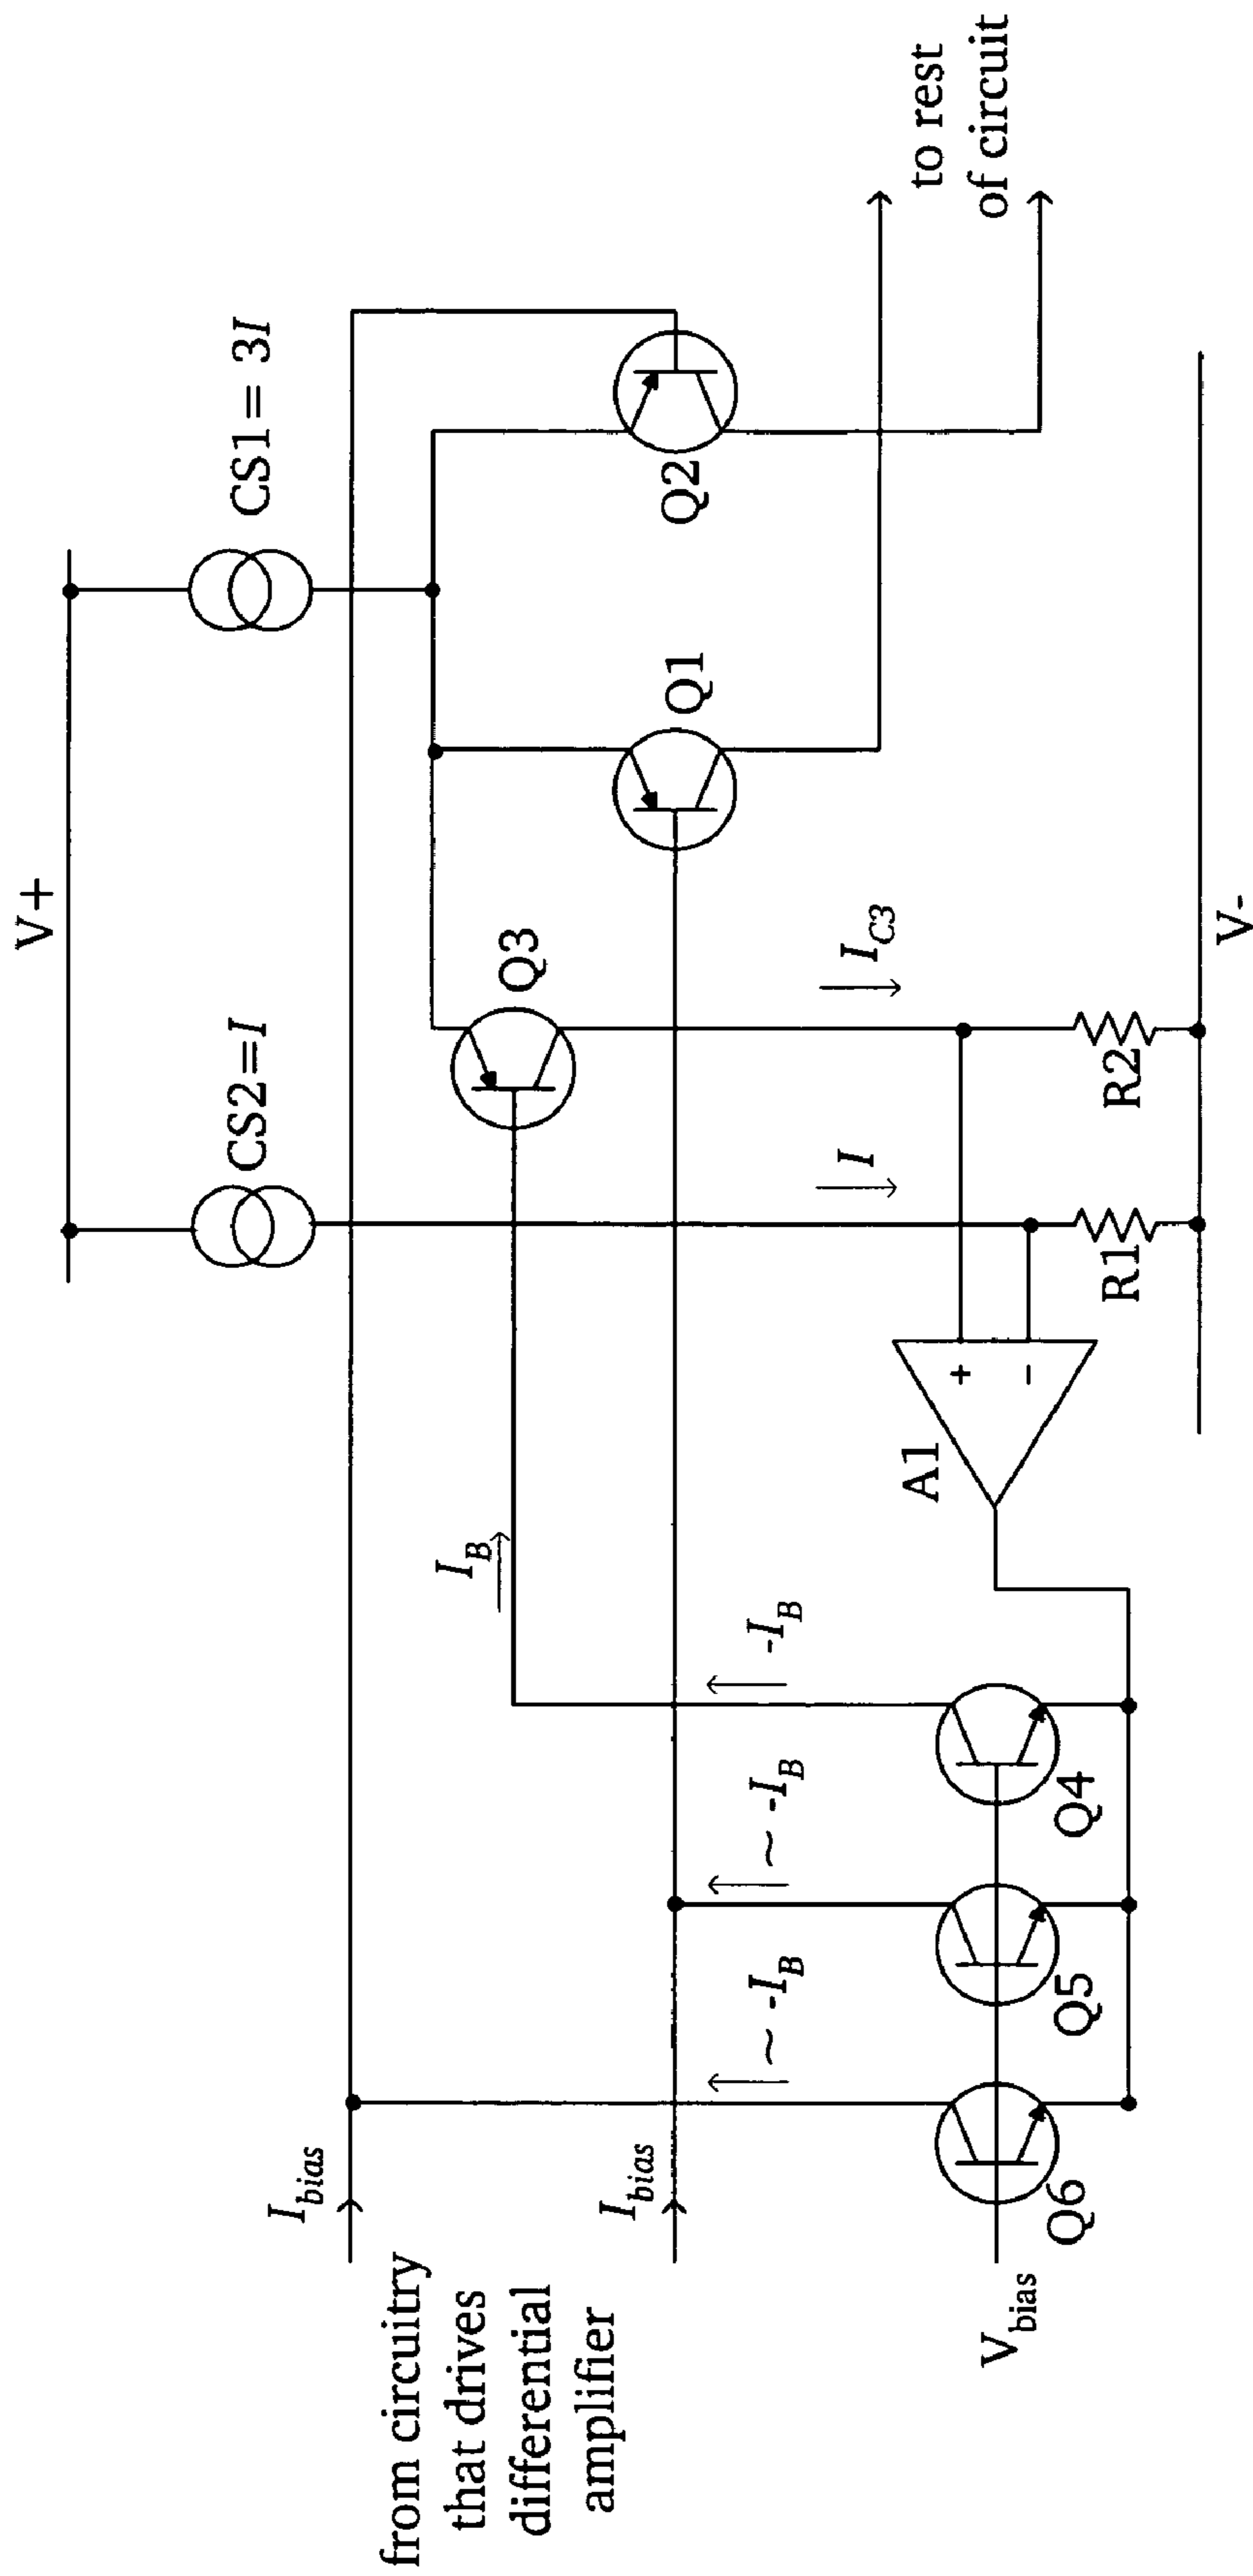 V+
CS2=I
CS1= 3I
I_bias
from circuitry
that drives
differential
amplifier
I_B
Q3
Q1
Q2
to rest
of circuit
I_bias
~ -I_B
~ -I_B
-I_B
I
I_C3
A1
+
-
V_bias
Q6
Q5
Q4
R1
R2
V-